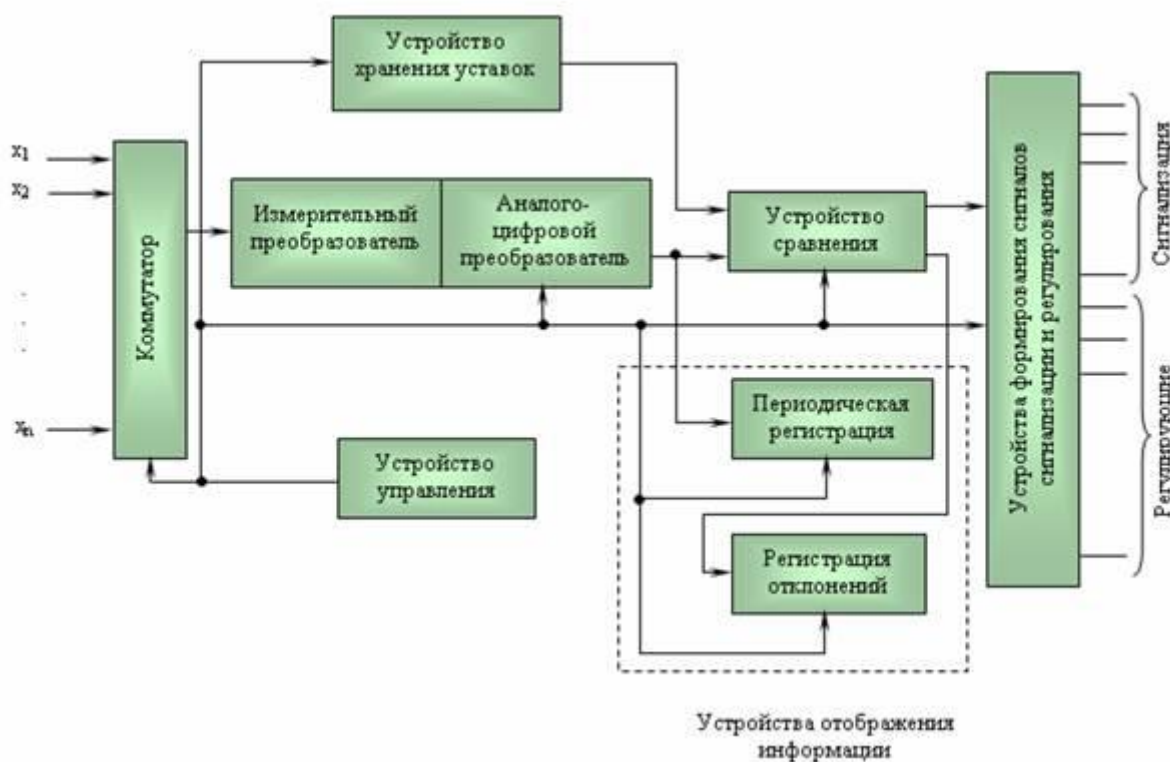 Устройство
хранения уставок
x1
x2
.
.
.
xn
Коммутатор
Измерительный
преобразователь
Аналого-
цифровой
преобразователь
Устройство
сравнения
Устройство
управления
Периодическая
регистрация
Регистрация
отклонений
Устройства отображения
информации
Устройства формирования сигналов
сигнализации и регулирования
Сигнализация
Регулирующие